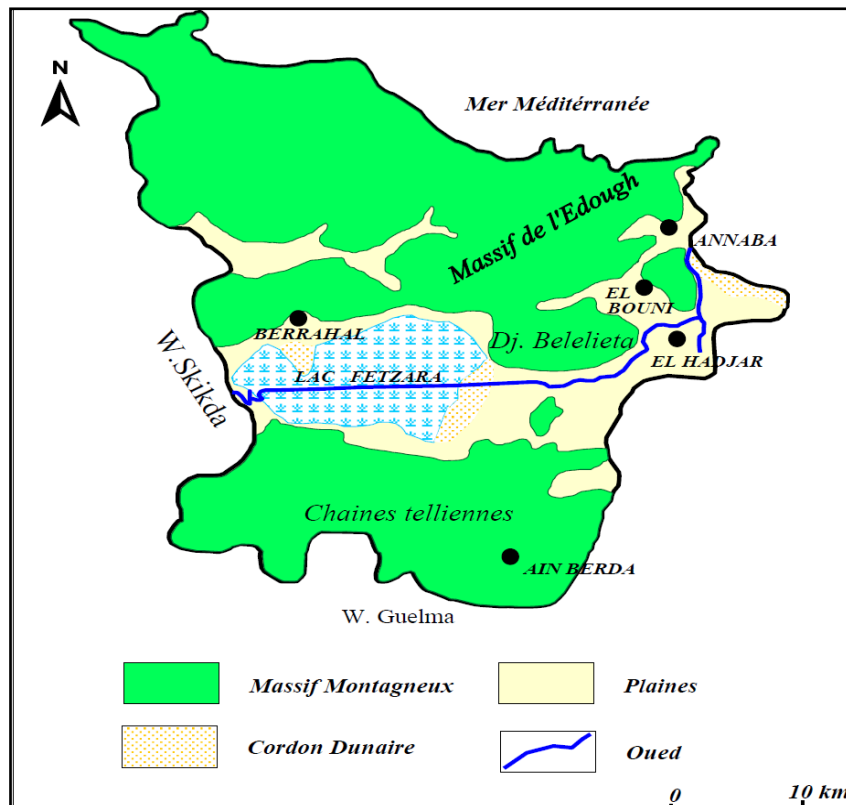 N
Mer Méditérranée
Massif de l'Edough
ANNABA
EL
BOUNI
BERRAHAL
Dj. Belelieta
EL HADJAR
LAC FETZARA
W.Skikda
Chaines telliennes
AIN BERDA
W. Guelma
Massif Montagneux
Plaines
Cordon Dunaire
Oued
0 10 km